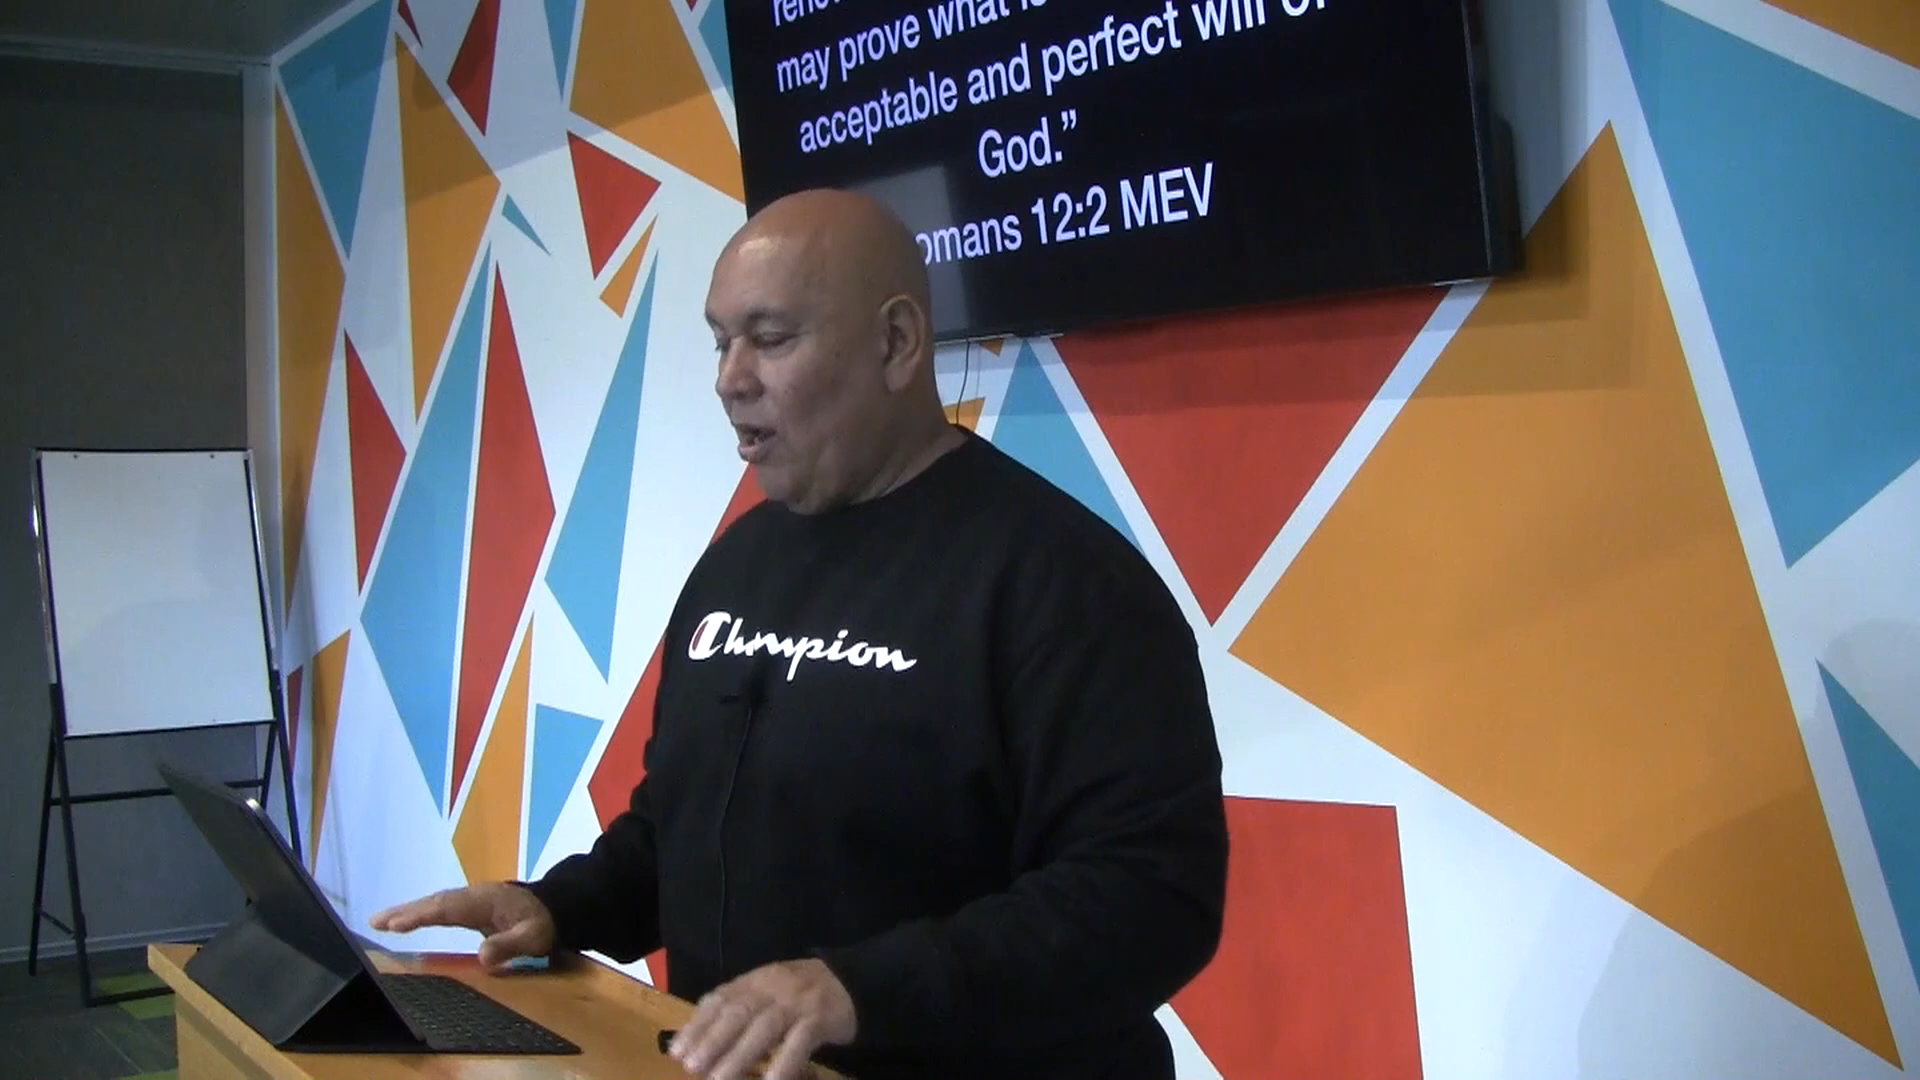 may prove what is
acceptable and perfect will of
God.”
omans 12:2 MEV
Champion